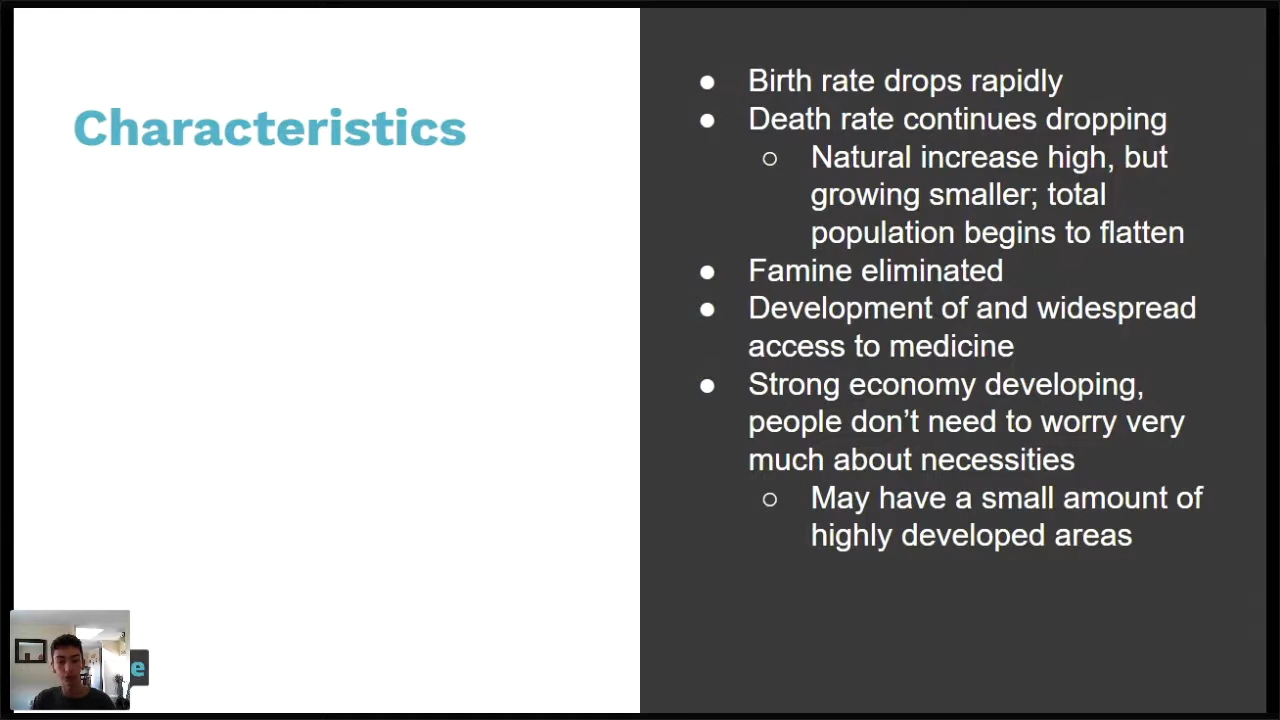 Characteristics
● Birth rate drops rapidly
● Death rate continues dropping
○ Natural increase high, but
growing smaller; total
population begins to flatten
● Famine eliminated
● Development of and widespread
access to medicine
● Strong economy developing,
people don’t need to worry very
much about necessities
○ May have a small amount of
highly developed areas
e